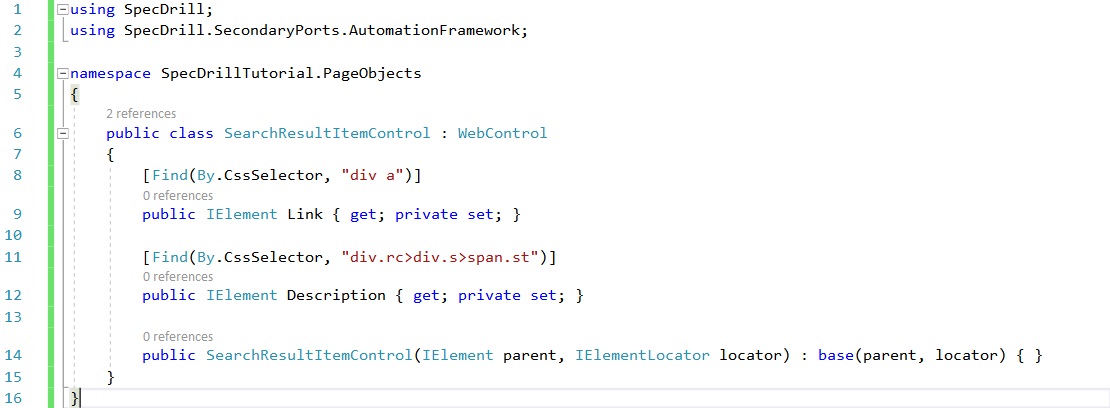 1 using SpecDrill;
2 using SpecDrill.SecondaryPorts.AutomationFramework;
3
4 namespace SpecDrillTutorial.PageObjects
5 {
2 references
6 public class SearchResultItemControl : WebControl
7 {
8 [Find(By.CssSelector, "div a")]
0 references
9 public IElement Link { get; private set; }
10
11 [Find(By.CssSelector, "div.rc>div.s>span.st")]
0 references
12 public IElement Description { get; private set; }
13
0 references
14 public SearchResultItemControl(IElement parent, IElementLocator locator) : base(parent, locator) { }
15 }
16 }